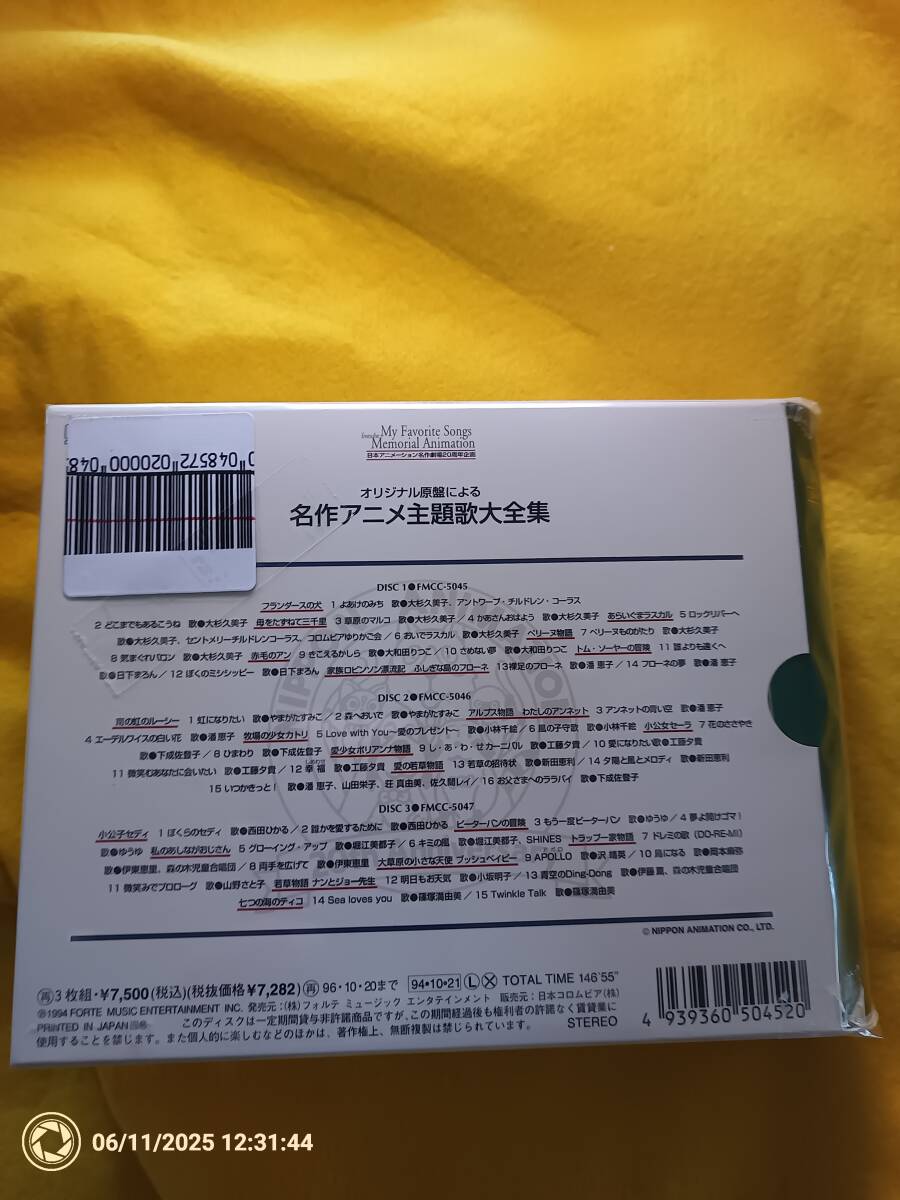 048572 020000 048
My Favorite Songs
from the Memorial Animation
日本アニメーション名作劇場20周年企画
オリジナル原盤による
名作アニメ主題歌大全集
DISC 1●FMCC-5045
フランダースの犬 1 よあけのみち 歌●大杉久美子、アントワープ・チルドレン・コーラス
2 どこまでもあるこうね 歌●大杉久美子 母をたずねて三千里 3 草原のマルコ 歌●大杉久美子 / 4 かあさんおはよう 歌●大杉久美子 あらいぐまラスカル 5 ロックリバーへ
歌●大杉久美子、セントメリーチルドレンコーラス、コロムビアゆりかご会 / 6 おいでラスカル 歌●大杉久美子 ペリーヌ物語 7 ペリーヌものがたり 歌●大杉久美子
8 気まぐれバロン 歌●大杉久美子 赤毛のアン 9 きこえるかしら 歌●大和田りつこ / 10 さめない夢 歌●大和田りつこ トム・ソーヤーの冒険 11 誰よりも遠くへ
歌●日下まろん / 12 ぼくのミシシッピー 歌●日下まろん 家族ロビンソン漂流記 ふしぎな島のフローネ 13 裸足のフローネ 歌●潘 恵子 / 14 フローネの夢 歌●潘 恵子
DISC 2●FMCC-5046
南の虹のルーシー 1 虹になりたい 歌●やまがたすみこ / 2 森へおいで 歌●やまがたすみこ アルプス物語 わたしのアンネット 3 アンネットの青い空 歌●潘 恵子
4 エーデルワイスの白い花 歌●潘 恵子 牧場の少女カトリ 5 Love with You〜愛のプレゼント〜 歌●小林千絵 / 6 風の子守歌 歌●小林千絵 小公女セーラ 7 花のささやき
歌●下成佐登子 / 8 ひまわり 歌●下成佐登子 愛少女ポリアンナ物語 9 し・あ・わ・せカーニバル 歌●工藤夕貴 / 10 愛になりたい 歌●工藤夕貴
11 微笑むあなたに会いたい 歌●工藤夕貴 / 12 幸福 歌●工藤夕貴 愛の若草物語 13 若草の招待状 歌●新田恵利 / 14 夕陽と風とメロディ 歌●新田恵利
15 いつかきっと! 歌●潘 恵子、山田栄子、荘 真由美、佐久間レイ / 16 お父さまへのララバイ 歌●下成佐登子
DISC 3●FMCC-5047
小公子セディ 1 ぼくらのセディ 歌●西田ひかる / 2 誰かを愛するために 歌●西田ひかる ピーターパンの冒険 3 もう一度ピーターパン 歌●ゆうゆ / 4 夢よ開けゴマ!
歌●ゆうゆ 私のあしながおじさん 5 グローイング・アップ 歌●堀江美都子 / 6 キミの風 歌●堀江美都子、SHINES トラップ一家物語 7 ドレミの歌 (DO-RE-MI)
歌●伊東恵里、森の木児童合唱団 / 8 両手を広げて 歌●伊東恵里 大草原の小さな天使 ブッシュベイビー 9 APOLLO 歌●沢 靖英 / 10 鳥になる 歌●岡本麻弥
11 微笑みでプロローグ 歌●山野さと子 若草物語 ナンとジョー先生 12 明日もお天気 歌●小坂明子 / 13 青空のDing-Dong 歌●伊藤 薫、森の木児童合唱団
七つの海のティコ 14 Sea loves you 歌●篠塚満由美 / 15 Twinkle Talk 歌●篠塚満由美
© NIPPON ANIMATION CO., LTD.
再 3枚組・¥7,500(税込)(税抜価格¥7,282) 再 96・10・20まで 94・10・21 L X TOTAL TIME 146'55"
℗1994 FORTE MUSIC ENTERTAINMENT INC. 発売元:(株)フォルテ ミュージック エンタテインメント 販売元:日本コロムビア(株)
PRINTED IN JAPAN このディスクは一定期間貸与非許諾商品ですが、この期間経過後も権利者の許諾なく賃貸業に STEREO
使用することを禁じます。また個人的に楽しむなどのほかは、著作権上、無断複製は禁じられています。
4 939360 504520
06/11/2025 12:31:44